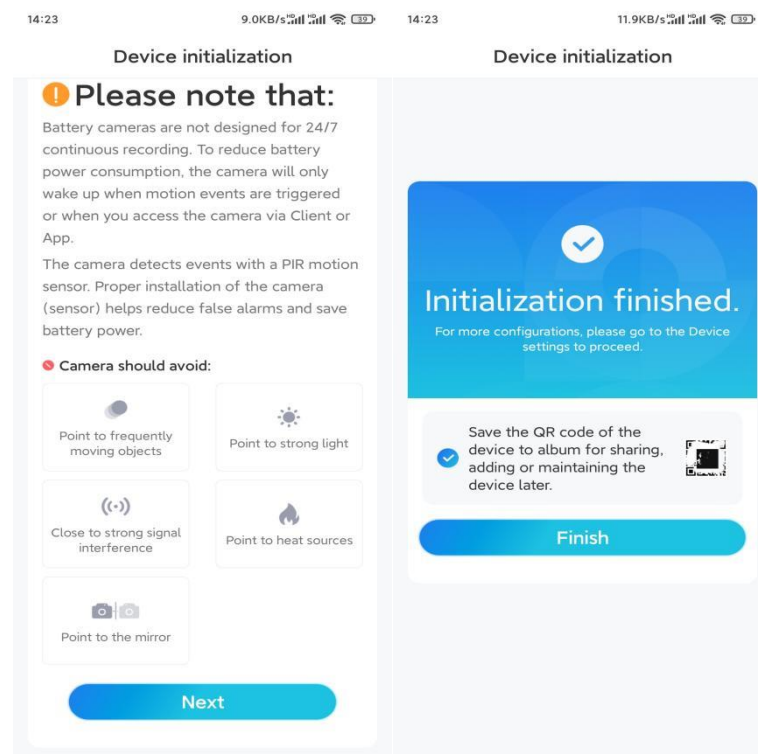 14:23
9.0KB/s HD HD 39
Device initialization
Please note that:
Battery cameras are not designed for 24/7
continuous recording. To reduce battery
power consumption, the camera will only
wake up when motion events are triggered
or when you access the camera via Client or
App.
The camera detects events with a PIR motion
sensor. Proper installation of the camera
(sensor) helps reduce false alarms and save
battery power.
Camera should avoid:
Point to frequently
moving objects
Point to strong light
Close to strong signal
interference
Point to heat sources
Point to the mirror
Next
14:23
11.9KB/s HD HD 39
Device initialization
Initialization finished.
For more configurations, please go to the Device
settings to proceed.
Save the QR code of the
device to album for sharing,
adding or maintaining the
device later.
Finish